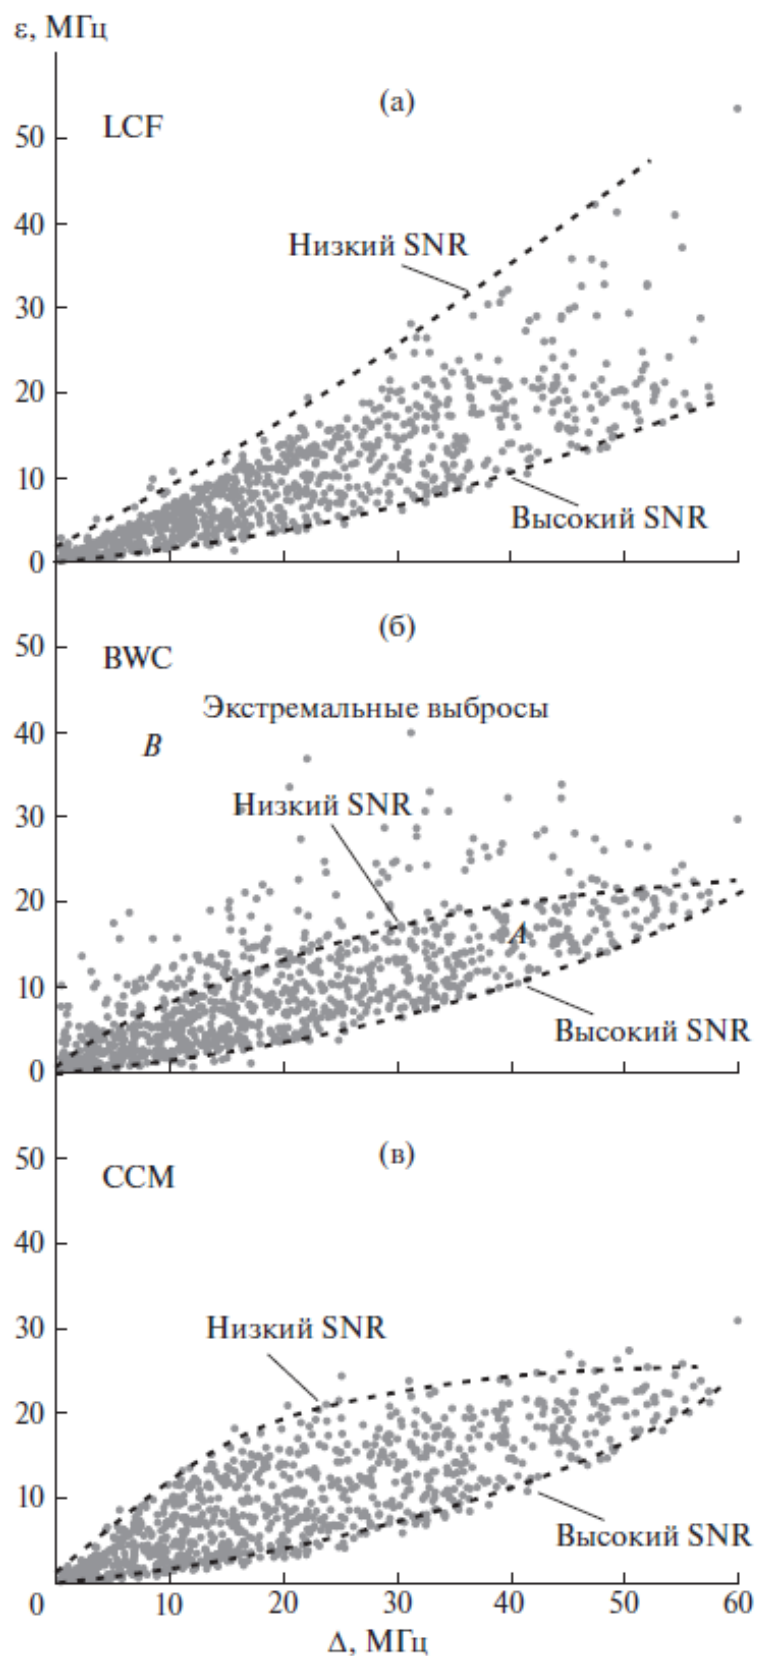 ε, МГц
(а)
LCF
50
40
Низкий SNR
30
20
10
Высокий SNR
0
(б)
50
BWC
Экстремальные выбросы
40
B
Низкий SNR
30
20
A
10
Высокий SNR
0
(в)
50
CCM
40
30
Низкий SNR
20
10
Высокий SNR
0 10 20 30 40 50 60
Δ, МГц